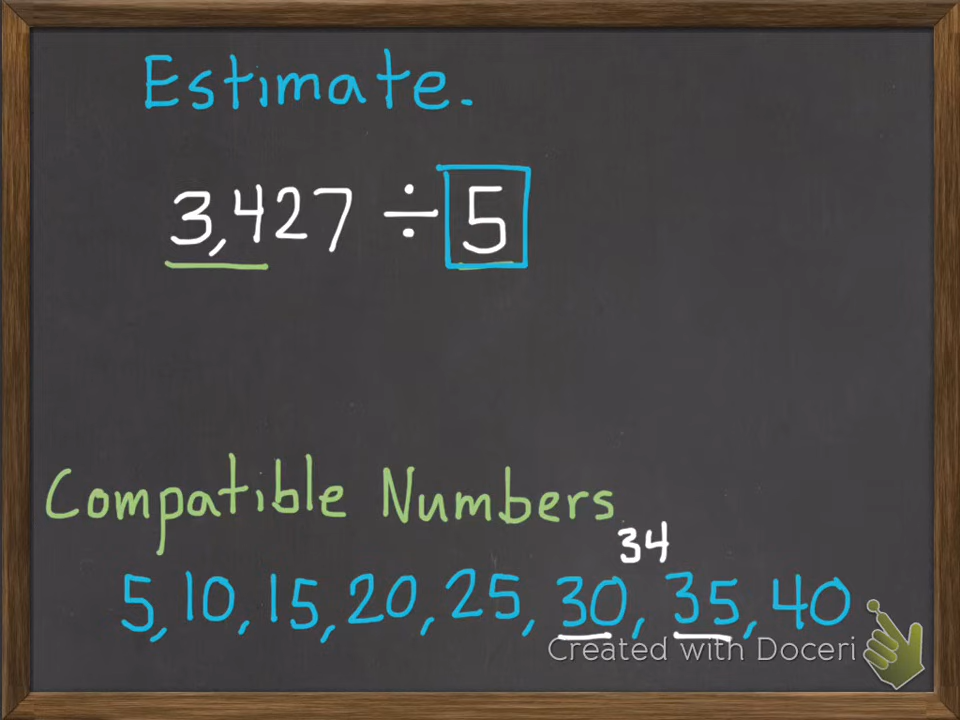 Estimate.
3,427 ÷ 5
Compatible Numbers
34
5, 10, 15, 20, 25, 30, 35, 40
Created with Doceri